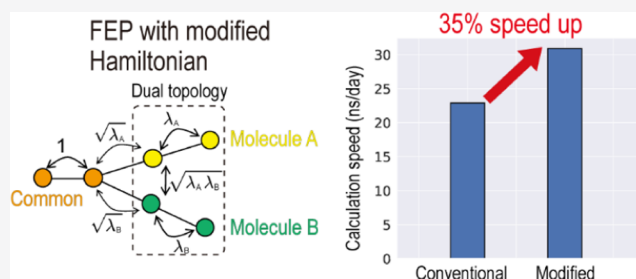 FEP with modified
Hamiltonian
Dual topology
1
√λA
λA
Molecule A
Common
√λAλB
√λB
λB
Molecule B
35% speed up
Calculation speed (ns/day)
30
25
20
15
10
5
0
Conventional
Modified